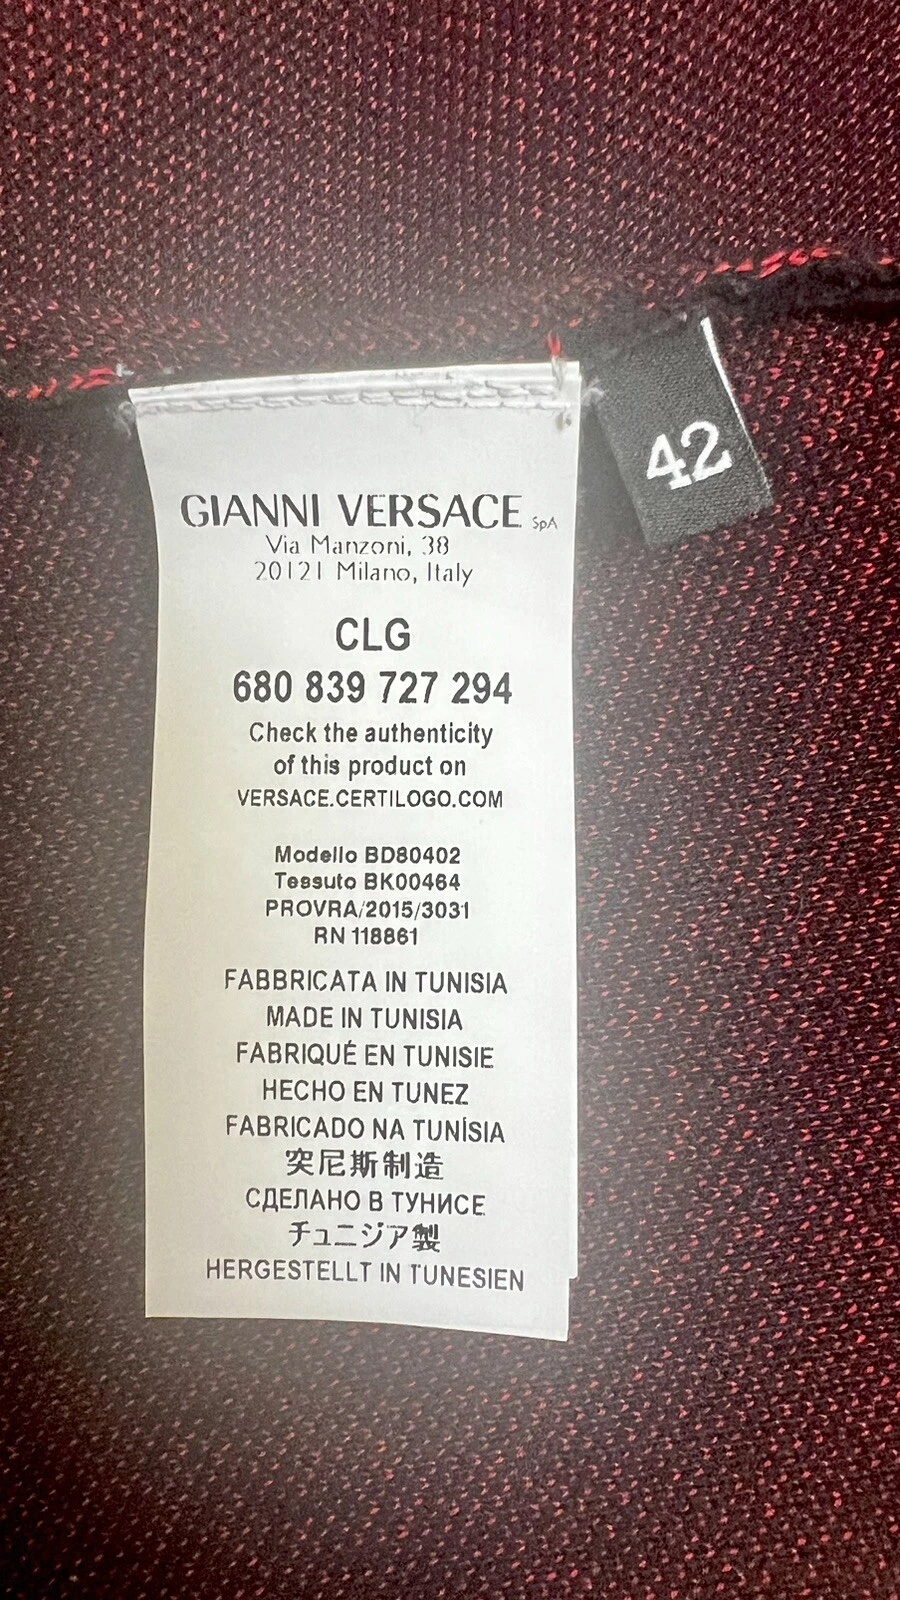 GIANNI VERSACE SpA
Via Manzoni, 38
20121 Milano, Italy
CLG
680 839 727 294
Check the authenticity
of this product on
VERSACE.CERTILOGO.COM
Modello BD80402
Tessuto BK00464
PROVRA/2015/3031
RN 118861
FABBRICATA IN TUNISIA
MADE IN TUNISIA
FABRIQUÉ EN TUNISIE
HECHO EN TUNEZ
FABRICADO NA TUNÍSIA
突尼斯制造
СДЕЛАНО В ТУНИСЕ
チュニジア製
HERGESTELLT IN TUNESIEN
42